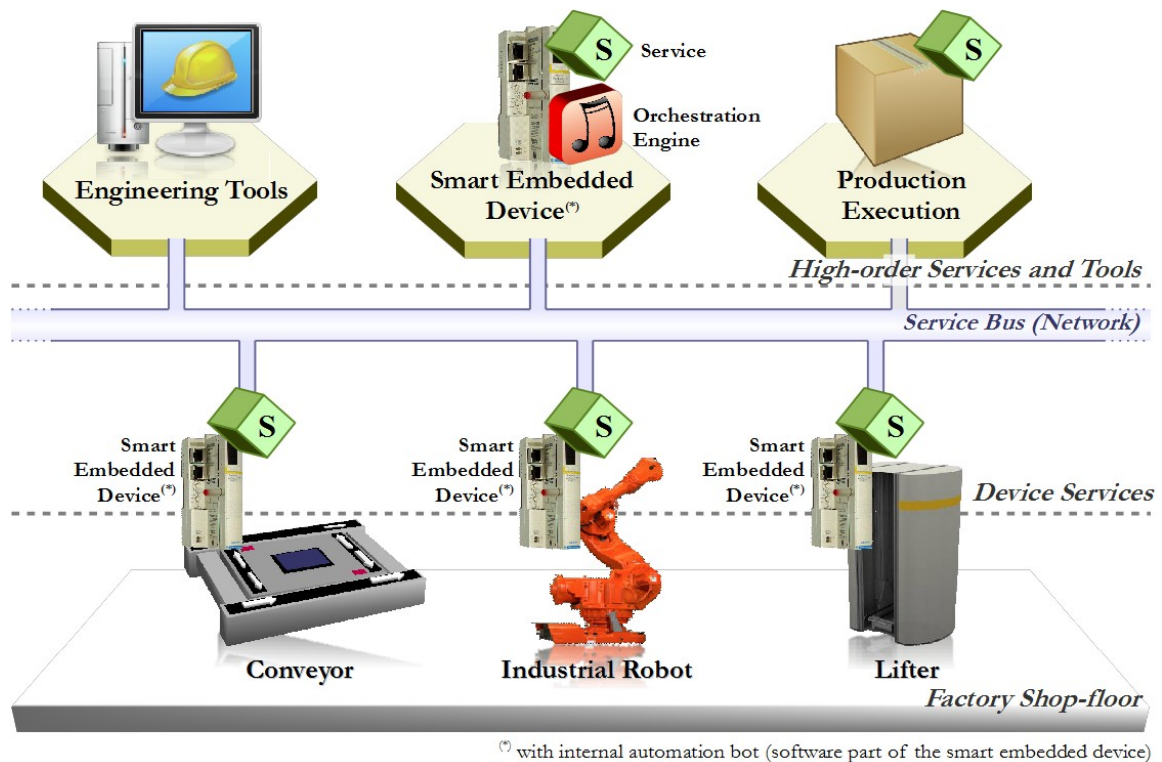 S
Service
Orchestration
Engine
S
Engineering Tools
Smart Embedded
Device(*)
Production
Execution
High-order Services and Tools
Service Bus (Network)
S
Smart
Embedded
Device(*)
S
Smart
Embedded
Device(*)
S
Smart
Embedded
Device(*)
Device Services
Conveyor
Industrial Robot
Lifter
Factory Shop-floor
(*) with internal automation bot (software part of the smart embedded device)